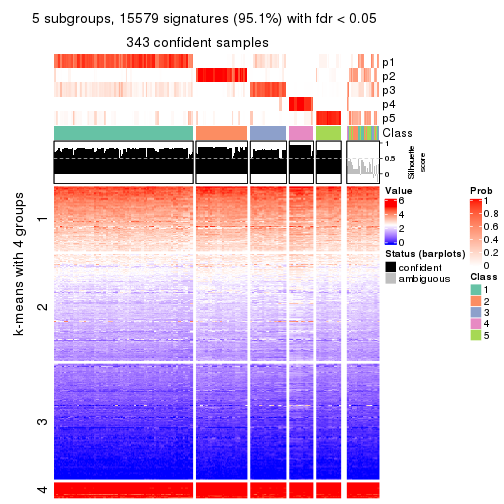 5 subgroups, 15579 signatures (95.1%) with fdr < 0.05
343 confident samples
p1
p2
p3
p4
p5
Class
1
0.5
0
Silhouette
score
k-means with 4 groups
1
2
3
4
Value
6
4
2
0
Status (barplots)
confident
ambiguous
Prob
1
0.8
0.6
0.4
0.2
0
Class
1
2
3
4
5